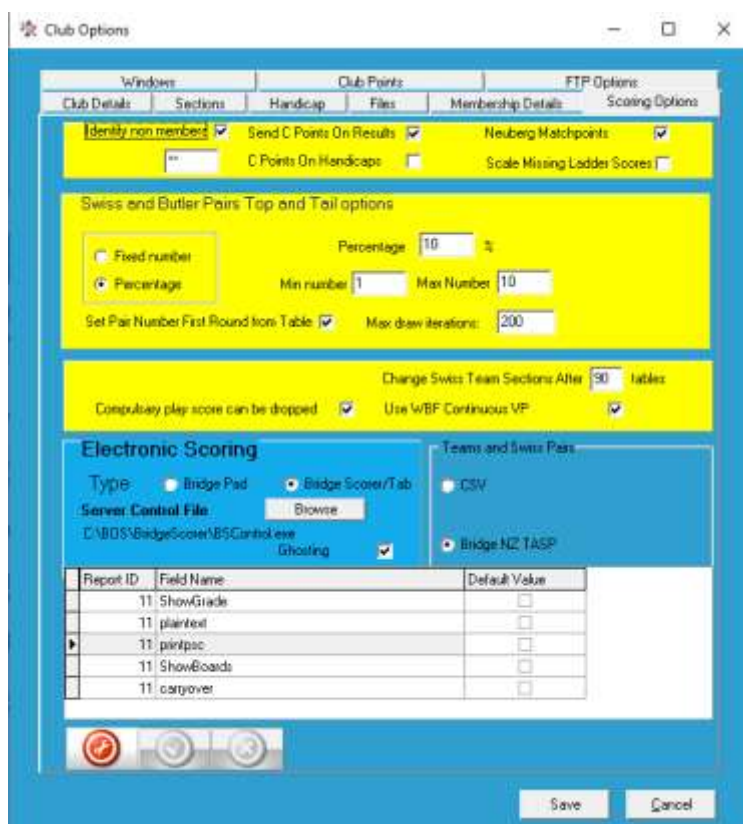 Club Options
Windows Club Points FTP Options
Club Details Sections Handicap Files Membership Details Scoring Options
Identify non members Send C Points On Results Neuberg Matchpoints
C Points On Handicaps Scale Missing Ladder Scores
Swiss and Butler Pairs Top and Tail options
Percentage 10 %
Fixed number
Percentage Min number 1 Max Number 10
Set Pair Number First Round from Table Max draw iterations: 200
Change Swiss Team Sections After 90 tables
Compulsary play score can be dropped Use WBF Continuous VP
Electronic Scoring Teams and Swiss Pairs
Type Bridge Pad Bridge Scorer/Tab CSV
Server Control File Browse
C:\BOS\BridgeScorer\BSControl.exe
Ghosting Bridge NZ TASP
Report ID Field Name Default Value
11 ShowGrade
11 plaintext
11 printpsc
11 ShowBoards
11 carryover
Save Cancel